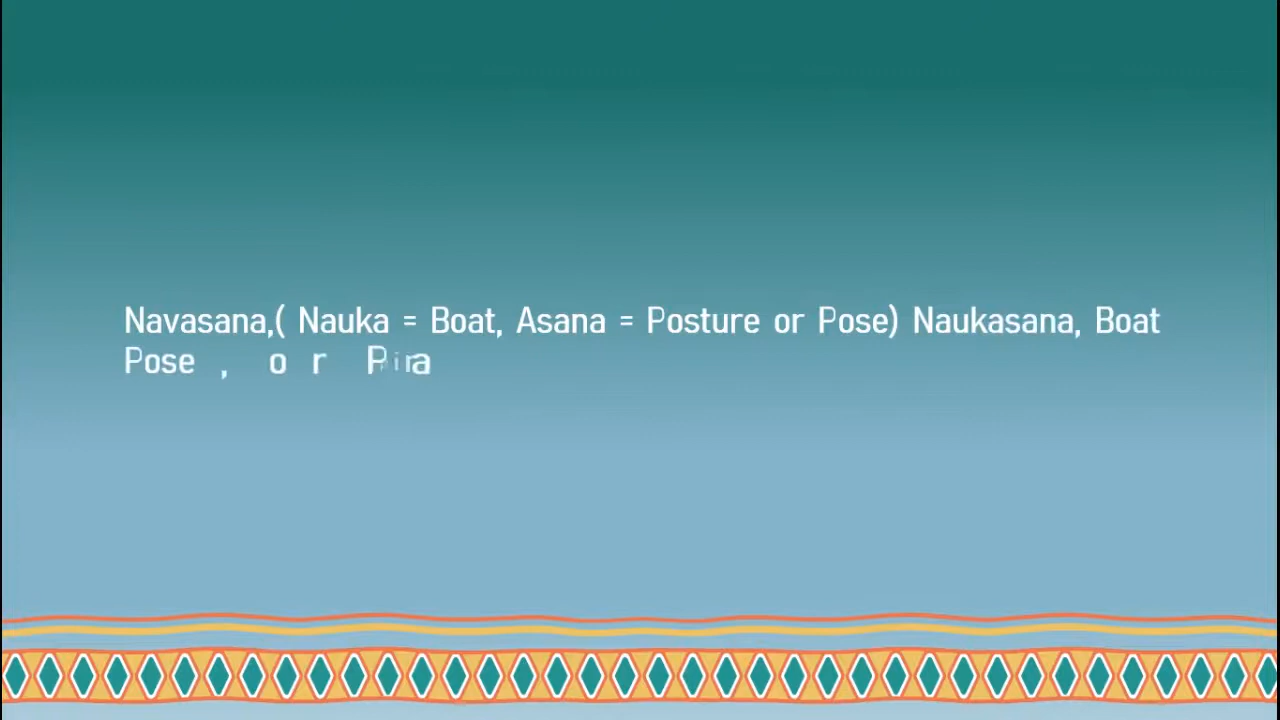 Navasana,( Nauka = Boat, Asana = Posture or Pose) Naukasana, Boat
Pose , or